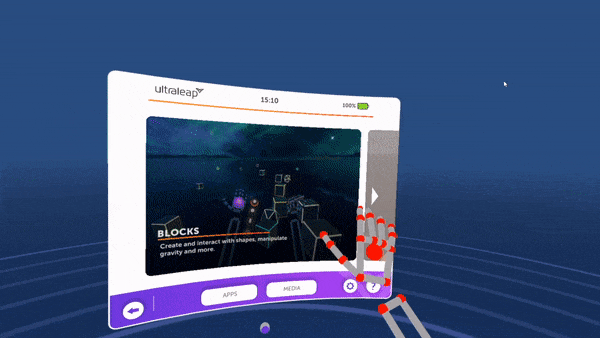 ultraleap
15:10
100%
BLOCKS
Create and interact with shapes, manipulate
gravity and more.
APPS
MEDIA
?